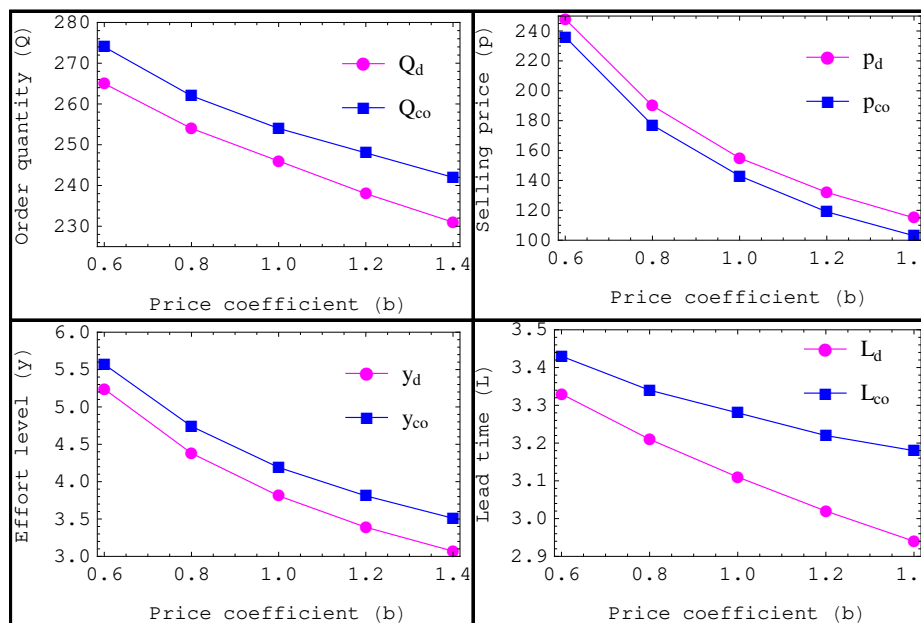 Order quantity (Q)
280
270
260
250
240
230
Q_d
Q_co
0.6 0.8 1.0 1.2 1.4
Price coefficient (b)
Selling price (p)
240
220
200
180
160
140
120
100
p_d
p_co
0.6 0.8 1.0 1.2 1.
Price coefficient (b)
Effort level (y)
6.0
5.5
5.0
4.5
4.0
3.5
3.0
y_d
y_co
0.6 0.8 1.0 1.2 1.4
Price coefficient (b)
Lead time (L)
3.5
3.4
3.3
3.2
3.1
3.0
2.9
L_d
L_co
0.6 0.8 1.0 1.2 1.
Price coefficient (b)